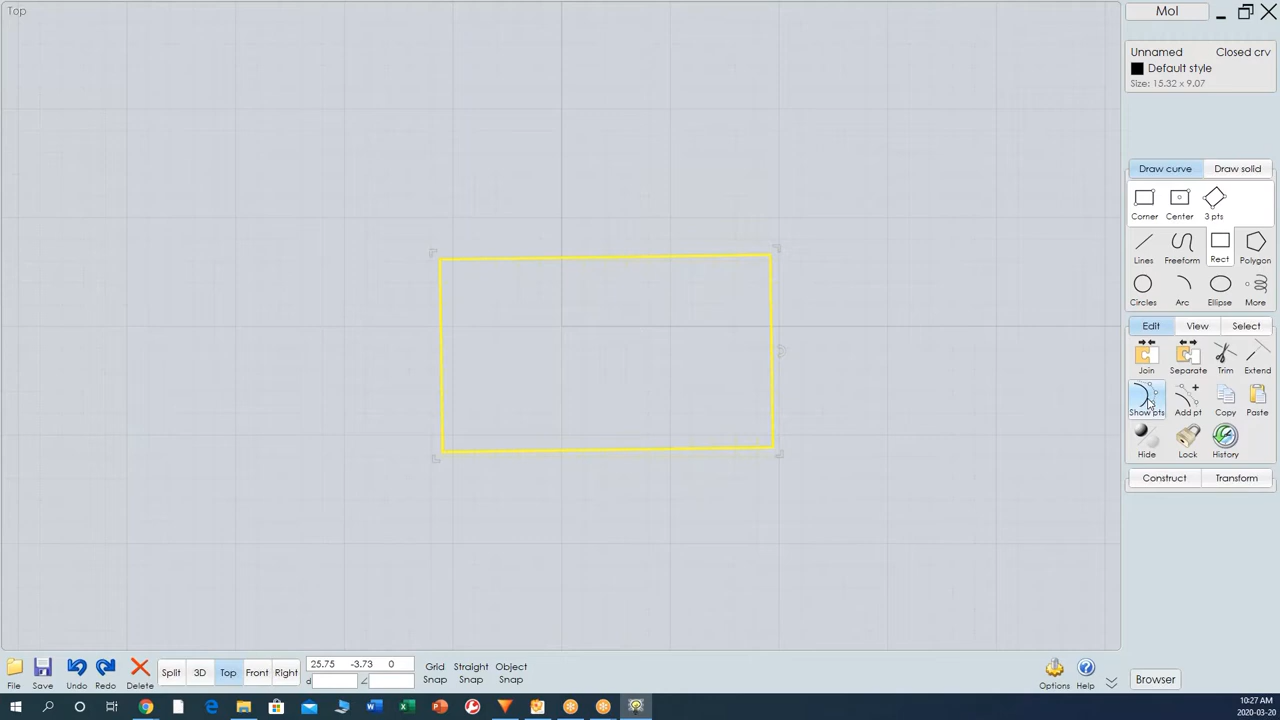 Top
MoI
Unnamed Closed crv
Default style
Size: 15.32 x 9.07
Draw curve Draw solid
Corner Center 3 pts
Lines Freeform Rect Polygon
Circles Arc Ellipse More
Edit View Select
Join Separate Trim Extend
Show pts Add pt Copy Paste
Hide Lock History
Construct Transform
File Save Undo Redo Delete
Split 3D Top Front Right
25.75 -3.73 0
d
Grid Snap
Straight Snap
Object Snap
Options Help
Browser
10:27 AM
2020-03-20